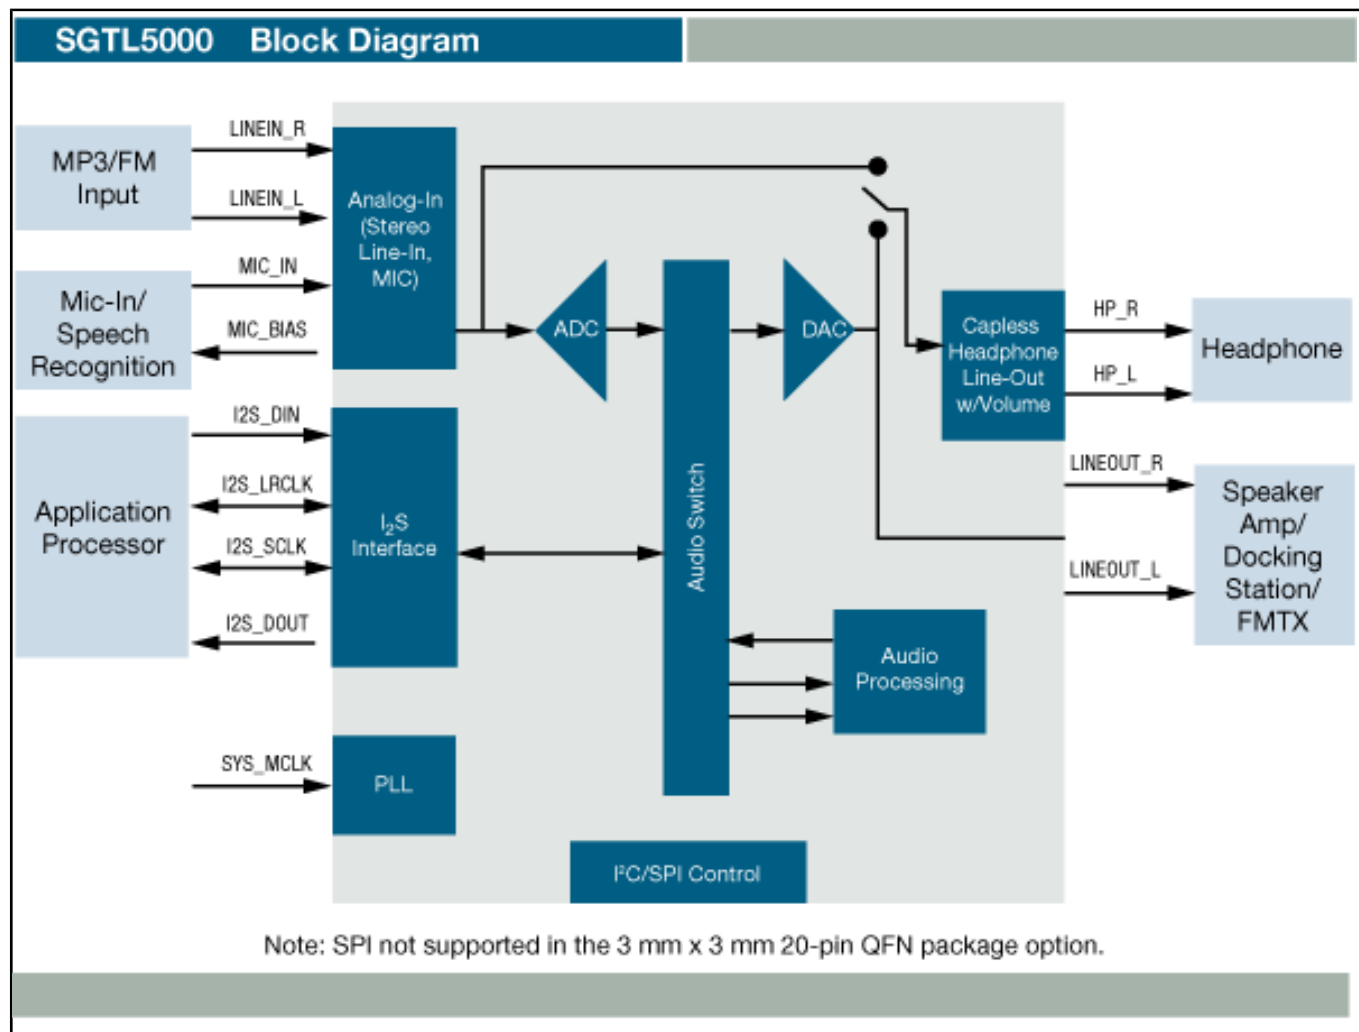 SGTL5000 Block Diagram
MP3/FM
Input
LINEIN_R
LINEIN_L
Mic-In/
Speech
Recognition
MIC_IN
MIC_BIAS
Application
Processor
I2S_DIN
I2S_LRCLK
I2S_SCLK
I2S_DOUT
SYS_MCLK
Analog-In
(Stereo
Line-In,
MIC)
I₂S
Interface
PLL
ADC
Audio Switch
DAC
Audio
Processing
I²C/SPI Control
Capless
Headphone
Line-Out
w/Volume
HP_R
HP_L
Headphone
LINEOUT_R
LINEOUT_L
Speaker
Amp/
Docking
Station/
FMTX
Note: SPI not supported in the 3 mm x 3 mm 20-pin QFN package option.